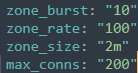 zone_burst: "10"
zone_rate: "100"
zone_size: "2m"
max_conns: "200"